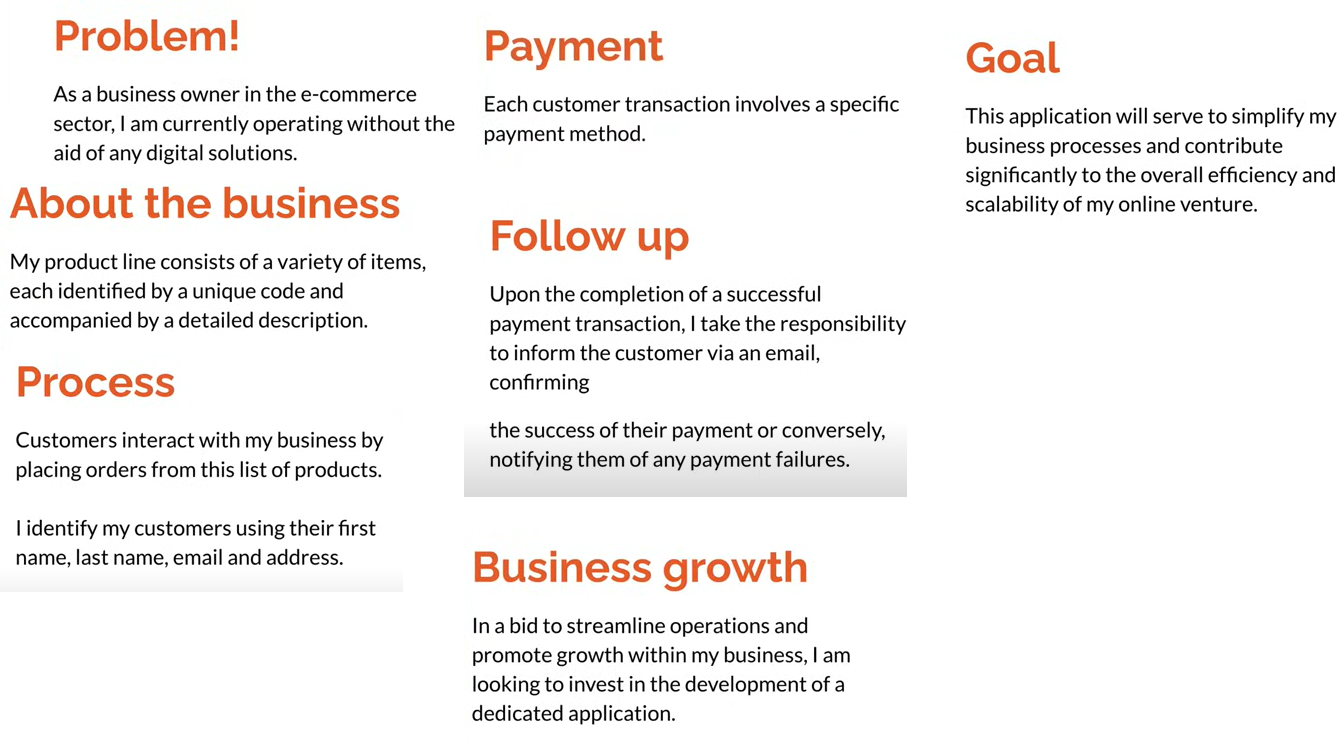 Problem!
As a business owner in the e-commerce
sector, I am currently operating without the
aid of any digital solutions.
About the business
My product line consists of a variety of items,
each identified by a unique code and
accompanied by a detailed description.
Process
Customers interact with my business by
placing orders from this list of products.
I identify my customers using their first
name, last name, email and address.
Payment
Each customer transaction involves a specific
payment method.
Follow up
Upon the completion of a successful
payment transaction, I take the responsibility
to inform the customer via an email,
confirming
the success of their payment or conversely,
notifying them of any payment failures.
Business growth
In a bid to streamline operations and
promote growth within my business, I am
looking to invest in the development of a
dedicated application.
Goal
This application will serve to simplify my
business processes and contribute
significantly to the overall efficiency and
scalability of my online venture.